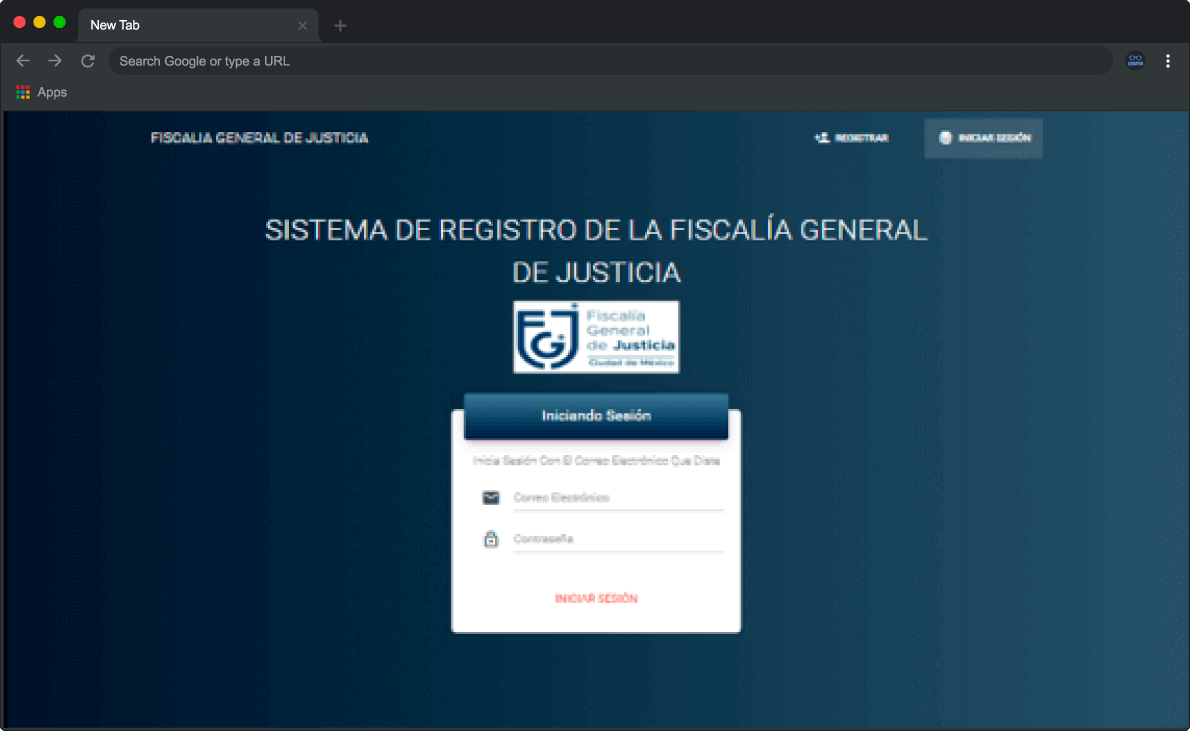 New Tab
Search Google or type a URL
Apps
FISCALIA GENERAL DE JUSTICIA
REGISTRAR
INICIAR SESIÓN
SISTEMA DE REGISTRO DE LA FISCALÍA GENERAL
DE JUSTICIA
FGJ
Fiscalía
General
de Justicia
Ciudad de México
Iniciando Sesión
Inicia Sesión Con El Correo Electrónico Que Diste
Correo Electrónico
Contraseña
INICIAR SESIÓN